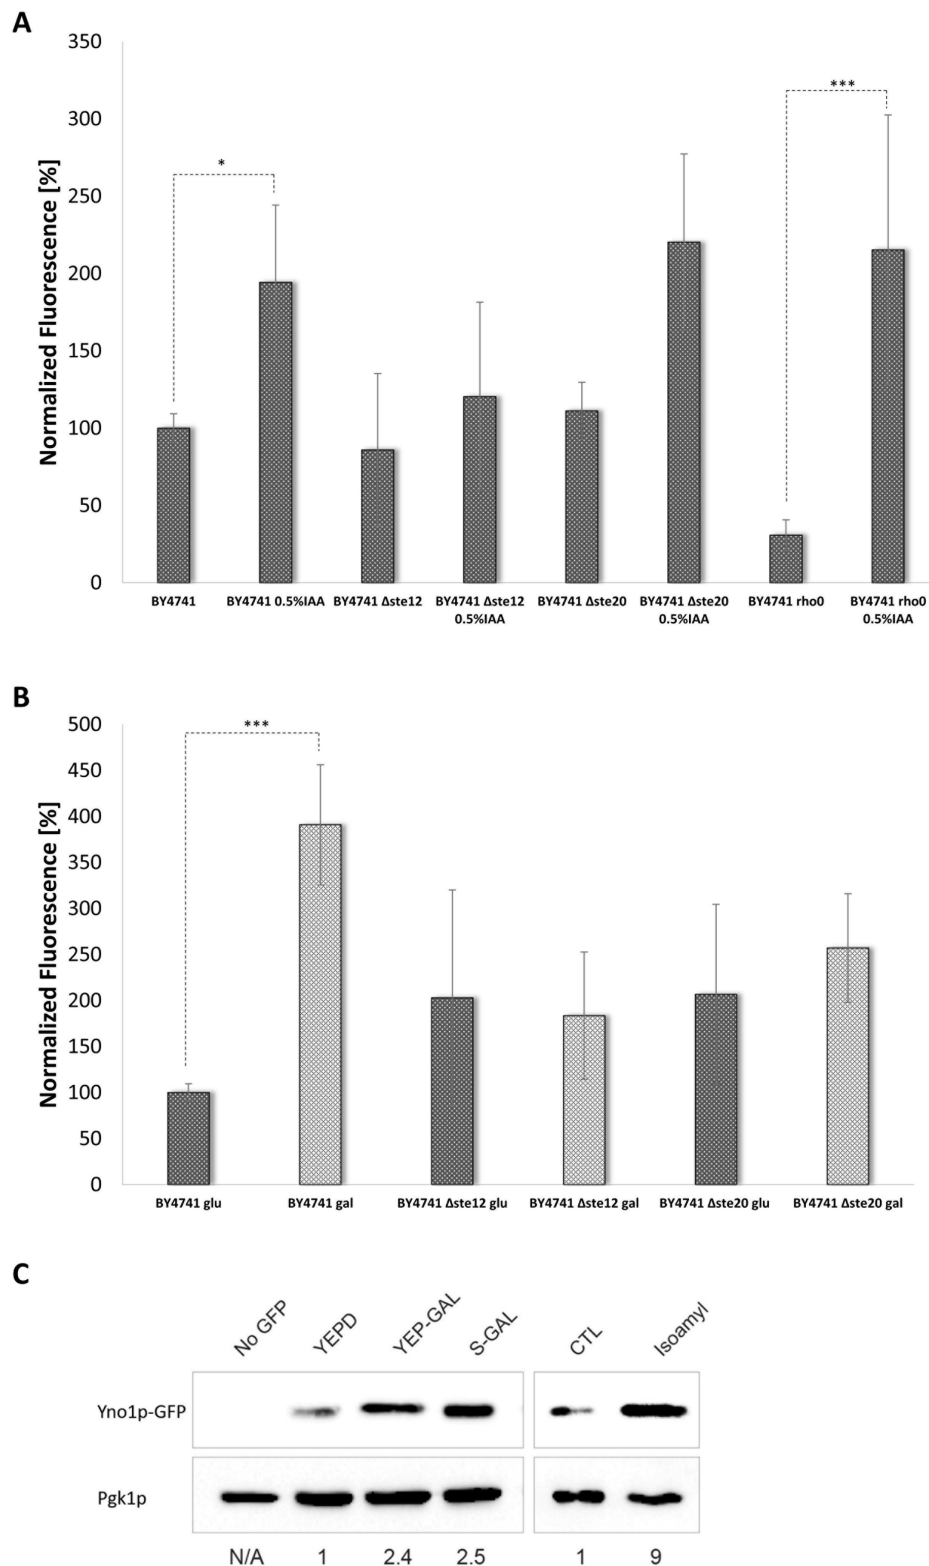 A
Normalized Fluorescence [%]
350
300
250
200
150
100
50
0
*
***
BY4741 BY4741 0.5%IAA BY4741 Δste12 BY4741 Δste12 BY4741 Δste20 BY4741 Δste20 BY4741 rho0 BY4741 rho0
0.5%IAA 0.5%IAA 0.5%IAA
B
Normalized Fluorescence [%]
500
450
400
350
300
250
200
150
100
50
0
***
BY4741 glu BY4741 gal BY4741 Δste12 glu BY4741 Δste12 gal BY4741 Δste20 glu BY4741 Δste20 gal
C
No GFP YEPD YEP-GAL S-GAL CTL Isoamyl
Yno1p-GFP
Pgk1p
N/A 1 2.4 2.5 1 9